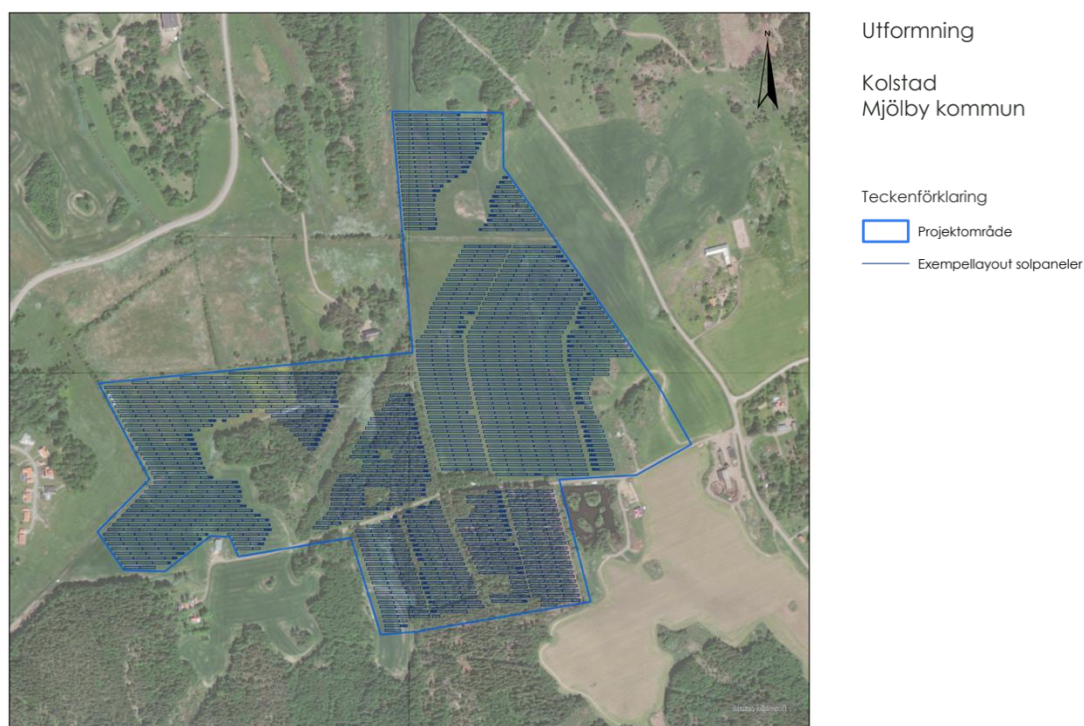 Utformning
Kolstad
Mjölby kommun
N
Teckenförklaring
Projektområde
Exempellayout solpaneler